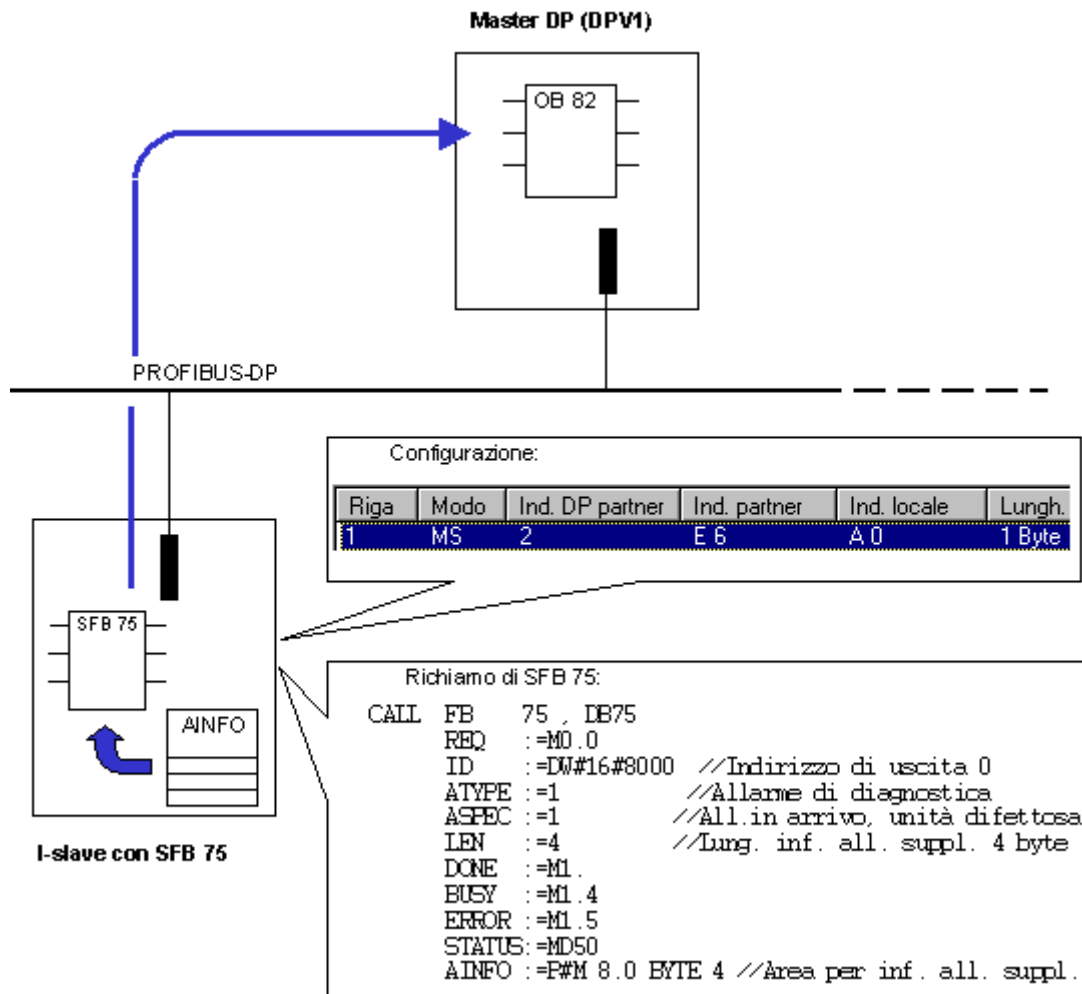 Master DP (DPV1)
OB 82
PROFIBUS-DP
Configurazione:
Riga Modo Ind. DP partner Ind. partner Ind. locale Lungh.
1 MS 2 E 6 A 0 1 Byte
SFB 75
AINFO
I-slave con SFB 75
Richiamo di SFB 75:
CALL FB 75 , DB75
REQ :=M0.0
ID :=DW#16#8000 //Indirizzo di uscita 0
ATYPE :=1 //Allarme di diagnostica
ASPEC :=1 //All.in arrivo, unità difettosa
LEN :=4 //Lung. inf. all. suppl. 4 byte
DONE :=M1.
BUSY :=M1.4
ERROR :=M1.5
STATUS:=MD50
AINFO :=P#M 8.0 BYTE 4 //Area per inf. all. suppl.